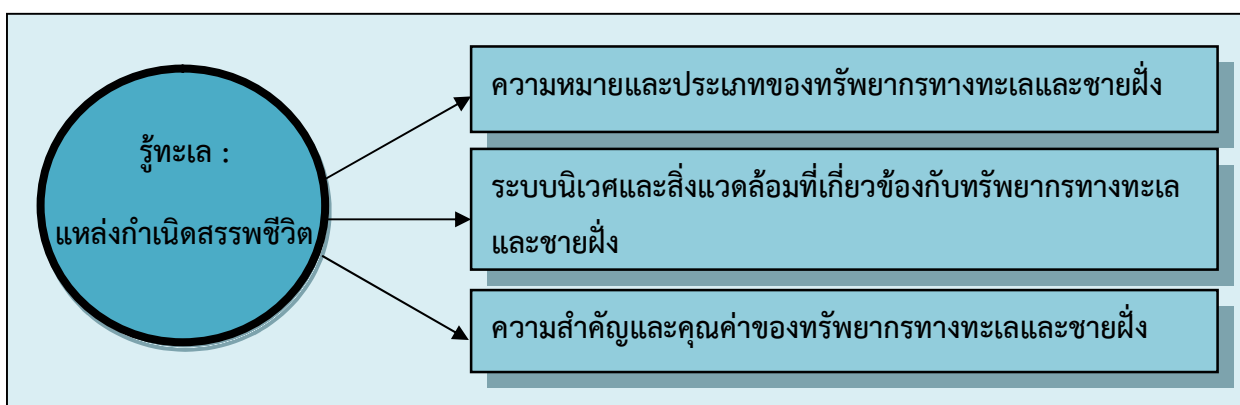 รู้ทะเล :
แหล่งกำเนิดสรรพชีวิต
ความหมายและประเภทของทรัพยากรทางทะเลและชายฝั่ง
ระบบนิเวศและสิ่งแวดล้อมที่เกี่ยวข้องกับทรัพยากรทางทะเล
และชายฝั่ง
ความสำคัญและคุณค่าของทรัพยากรทางทะเลและชายฝั่ง